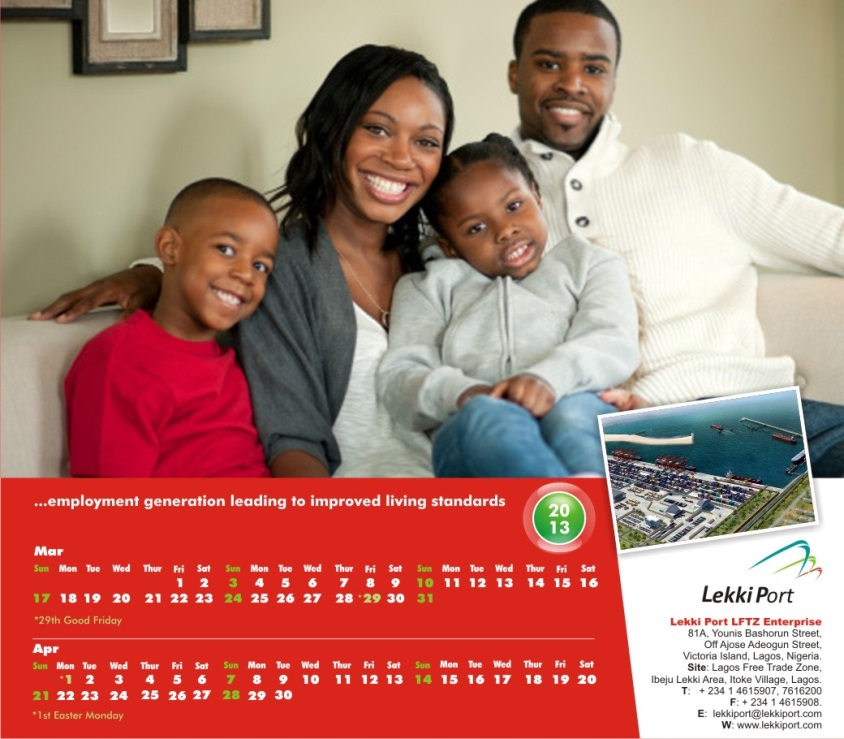 ...employment generation leading to improved living standards
20
13
Mar
Sun Mon Tue Wed Thur Fri Sat Sun Mon Tue Wed Thur Fri Sat Sun Mon Tue Wed Thur Fri Sat
1 2 3 4 5 6 7 8 9 10 11 12 13 14 15 16
17 18 19 20 21 22 23 24 25 26 27 28 *29 30 31
*29th Good Friday
Apr
Sun Mon Tue Wed Thur Fri Sat Sun Mon Tue Wed Thur Fri Sat Sun Mon Tue Wed Thur Fri Sat
*1 2 3 4 5 6 7 8 9 10 11 12 13 14 15 16 17 18 19 20
21 22 23 24 25 26 27 28 29 30
*1st Easter Monday
Lekki Port
Lekki Port LFTZ Enterprise
81A, Younis Bashorun Street,
Off Ajose Adeogun Street,
Victoria Island, Lagos, Nigeria.
Site: Lagos Free Trade Zone,
Ibeju Lekki Area, Itoke Village, Lagos.
T: + 234 1 4615907, 7616200
F: + 234 1 4615908.
E: lekkiport@lekkiport.com
W: www.lekkiport.com